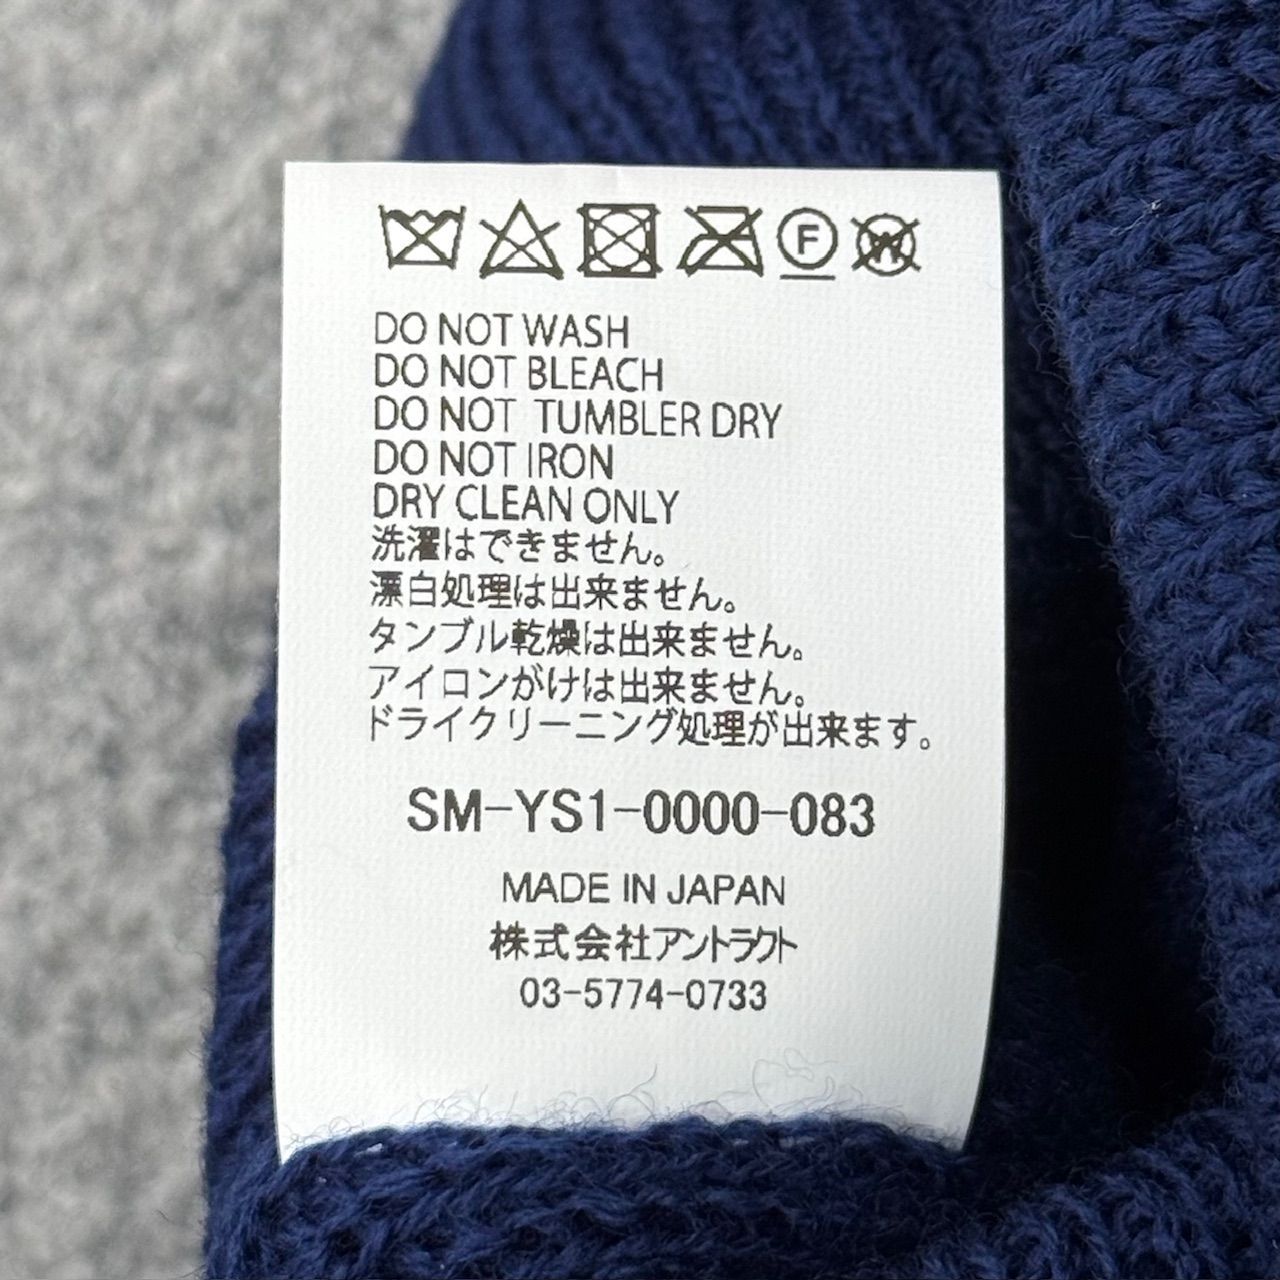 F W
DO NOT WASH
DO NOT BLEACH
DO NOT TUMBLER DRY
DO NOT IRON
DRY CLEAN ONLY
洗濯はできません。
漂白処理は出来ません。
タンブル乾燥は出来ません。
アイロンがけは出来ません。
ドライクリーニング処理が出来ます。
SM-YS1-0000-083
MADE IN JAPAN
株式会社アントラクト
03-5774-0733